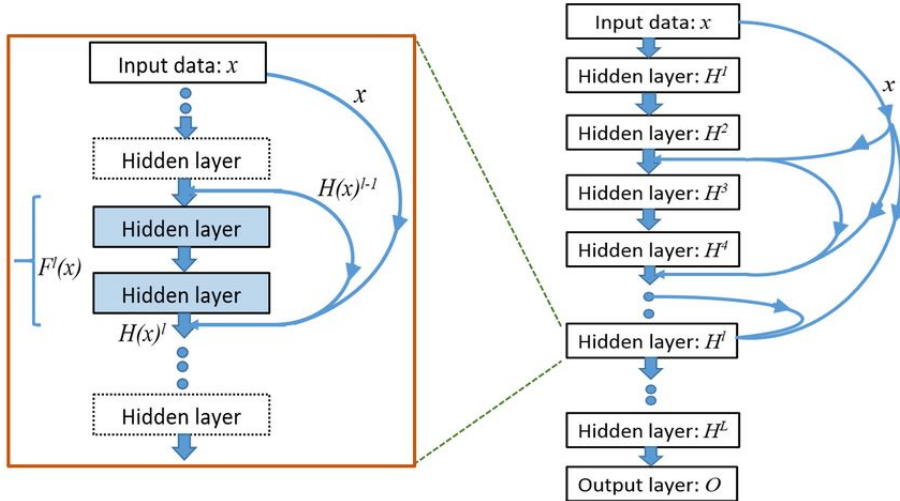 Input data: x
x
Hidden layer
H(x)^{l-1}
Hidden layer
F^l(x)
Hidden layer
H(x)^l
Hidden layer
Input data: x
x
Hidden layer: H^1
Hidden layer: H^2
Hidden layer: H^3
Hidden layer: H^4
Hidden layer: H^l
Hidden layer: H^L
Output layer: O